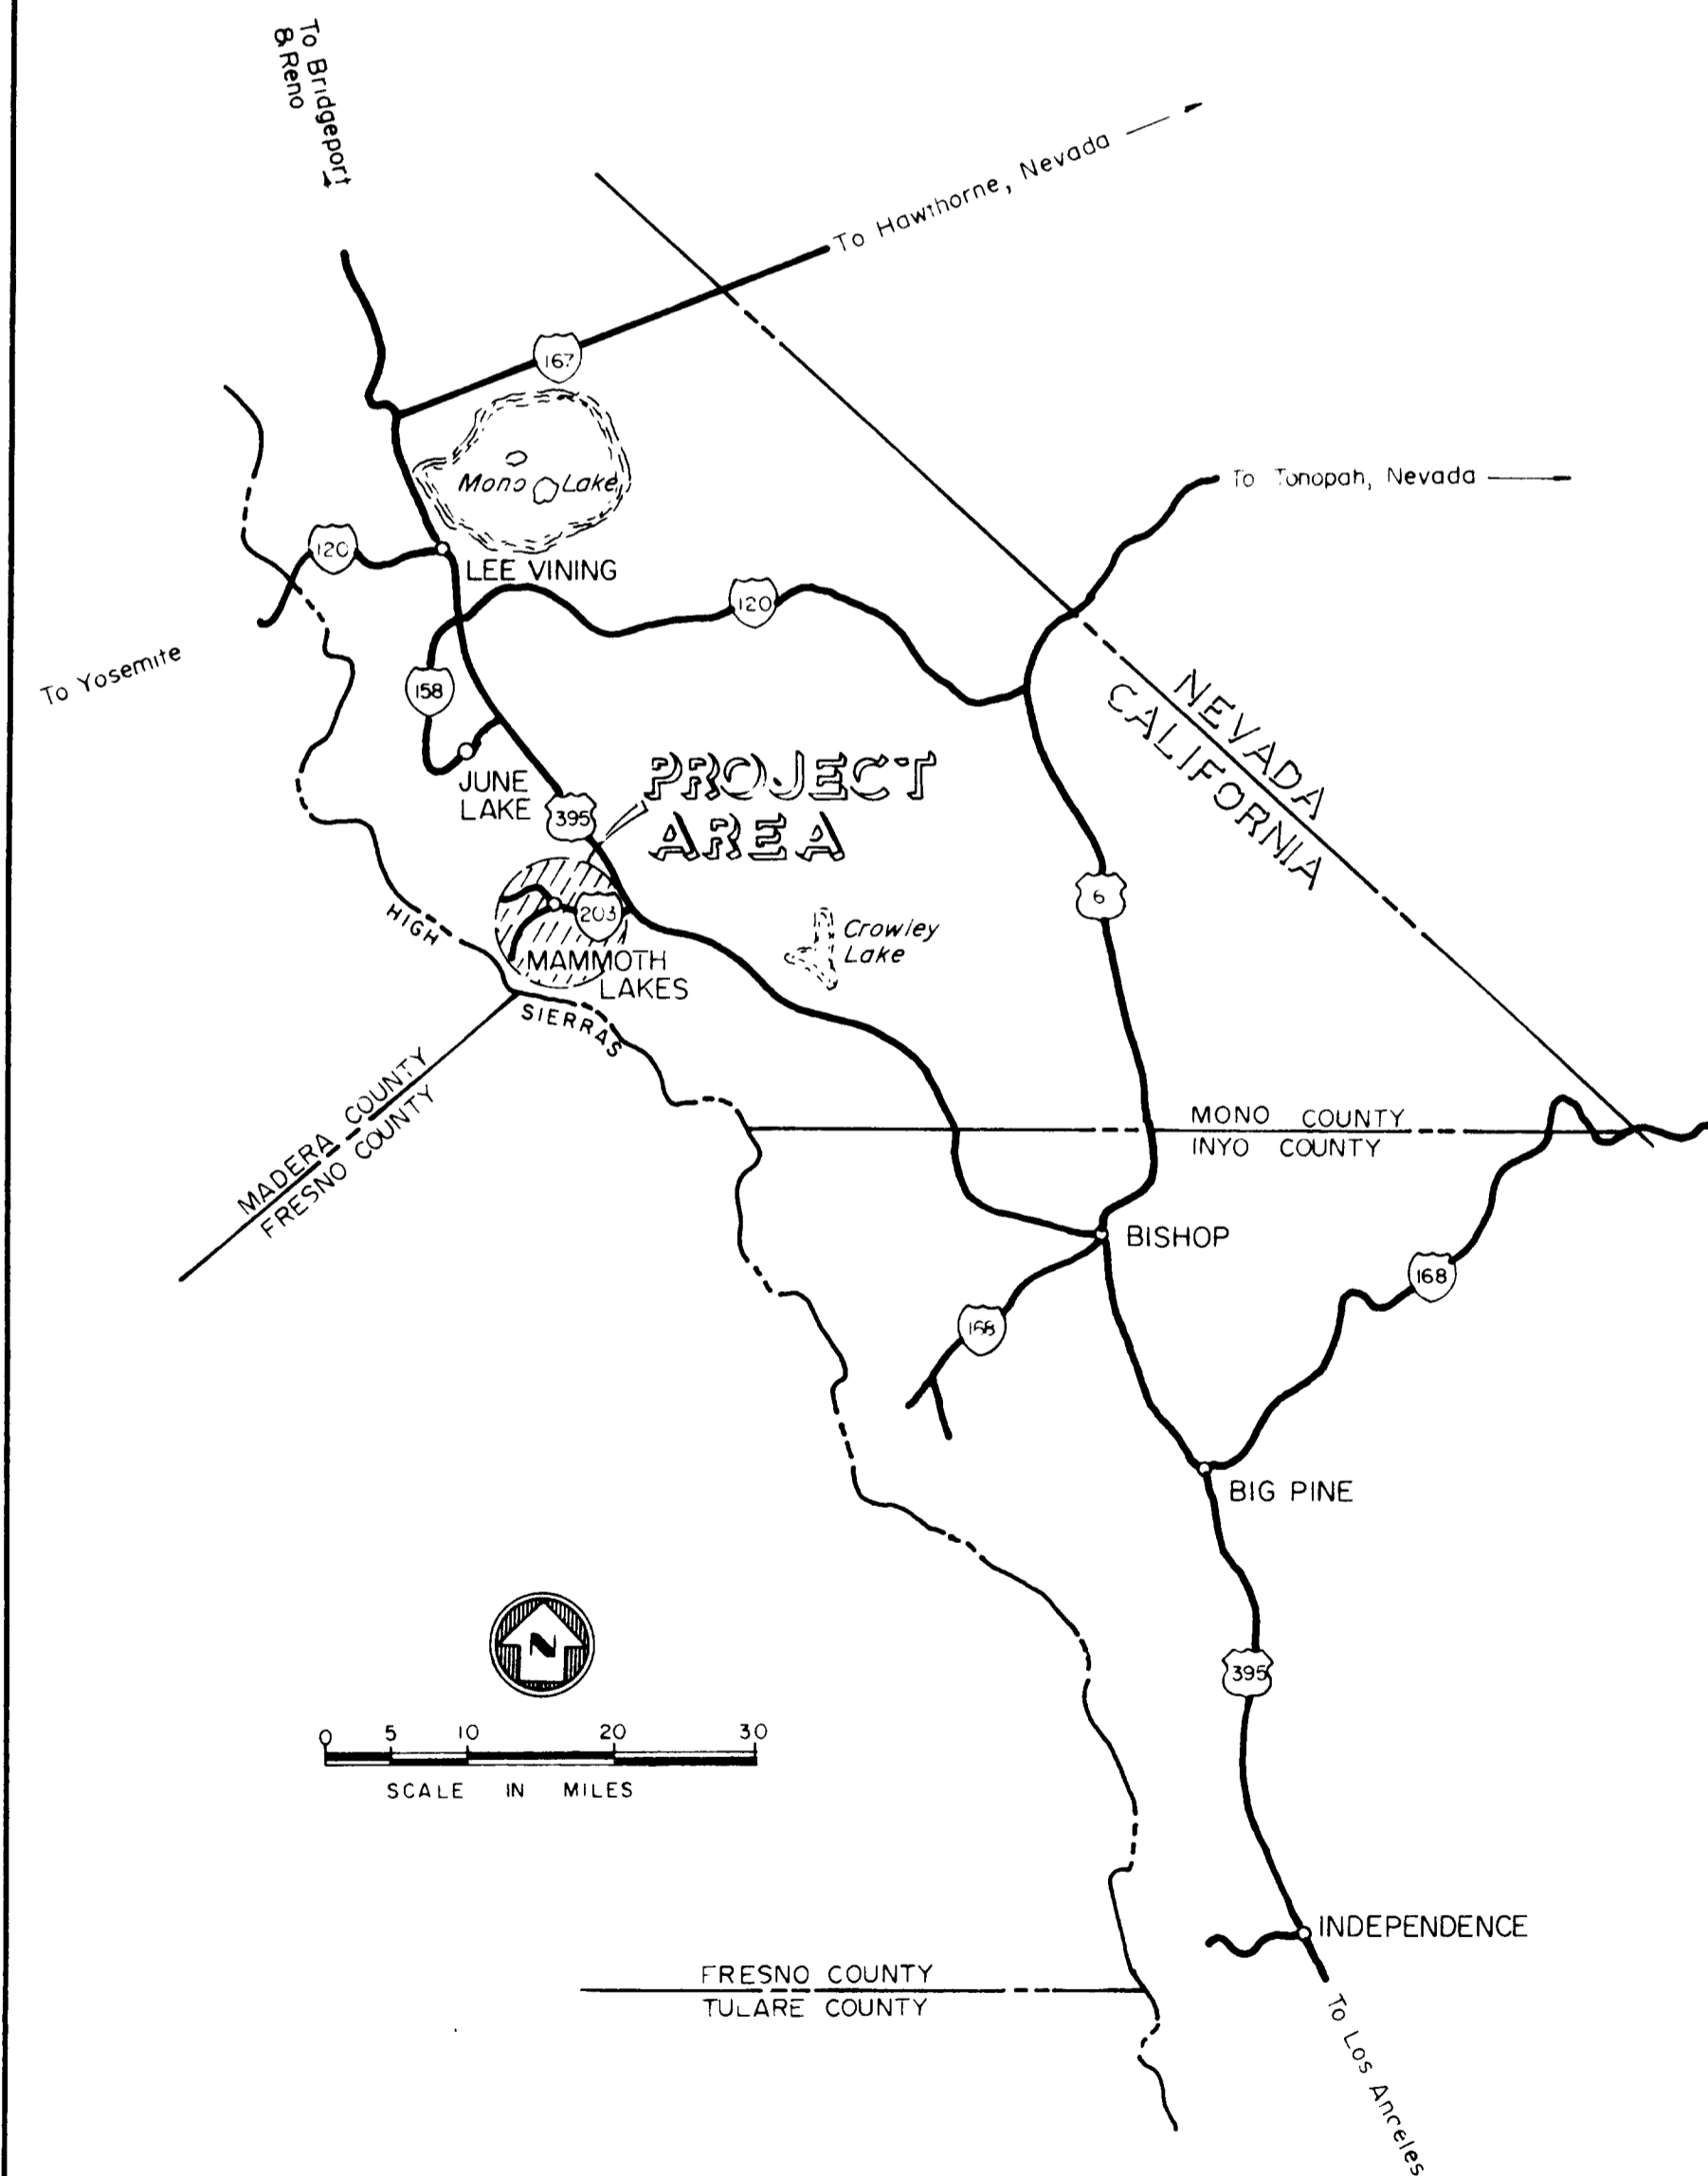 To Bridgeport
& Reno
To Hawthorne, Nevada
167
Mono Lake
To Tonopah, Nevada
120
LEE VINING
120
To Yosemite
158
NEVADA
CALIFORNIA
JUNE
LAKE
PROJECT
AREA
395
6
203
Crowley
Lake
HIGH
MAMMOTH
LAKES
SIERRAS
MADERA COUNTY
FRESNO COUNTY
MONO COUNTY
INYO COUNTY
BISHOP
168
168
BIG PINE
N
395
0 5 10 20 30
SCALE IN MILES
INDEPENDENCE
FRESNO COUNTY
TULARE COUNTY
To Los Anceles